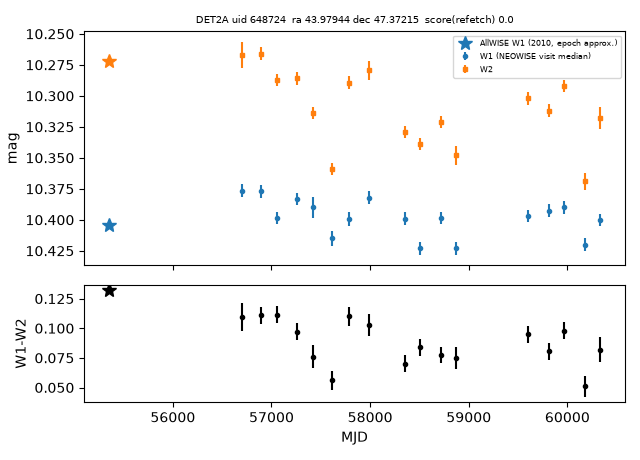 DET2A uid 648724  ra 43.97944 dec 47.37215  score(refetch) 0.0
AllWISE W1 (2010, epoch approx.)
W1 (NEOWISE visit median)
W2
mag
10.250
10.275
10.300
10.325
10.350
10.375
10.400
10.425
W1-W2
0.125
0.100
0.075
0.050
56000
57000
58000
59000
60000
MJD